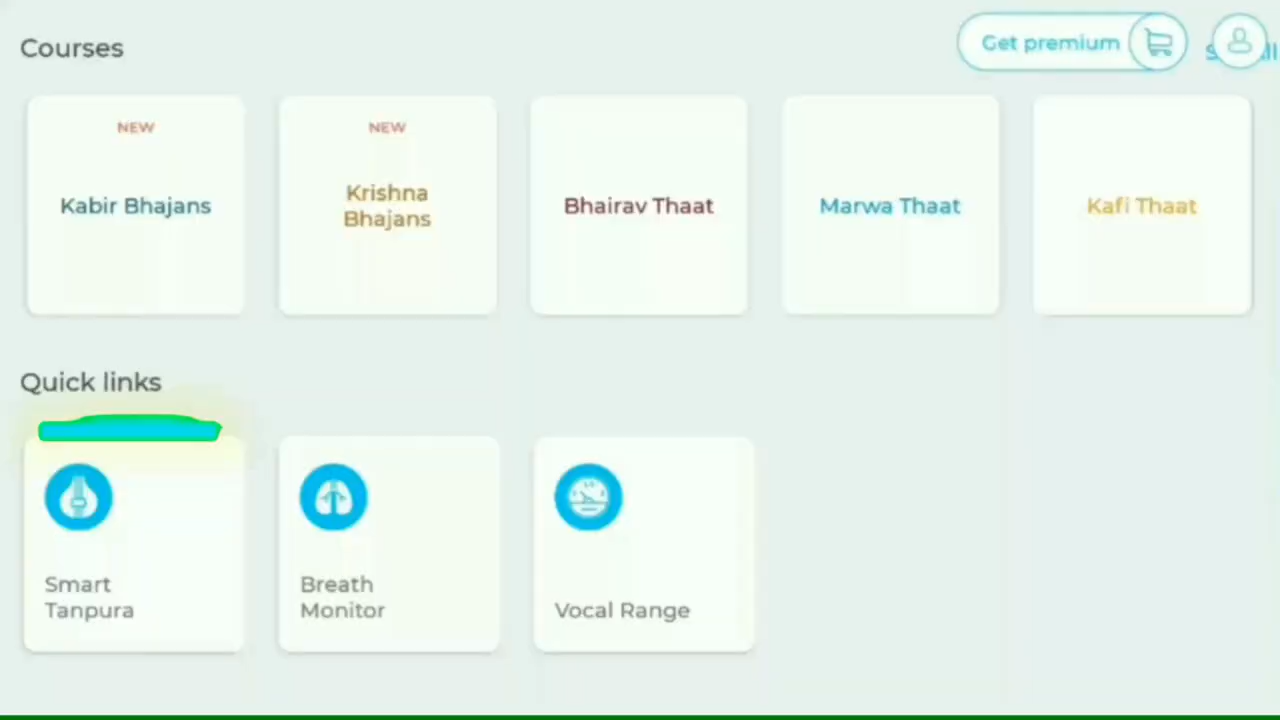 Courses
Get premium
NEW
Kabir Bhajans
NEW
Krishna
Bhajans
Bhairav Thaat
Marwa Thaat
Kafi Thaat
Quick links
Smart
Tanpura
Breath
Monitor
Vocal Range